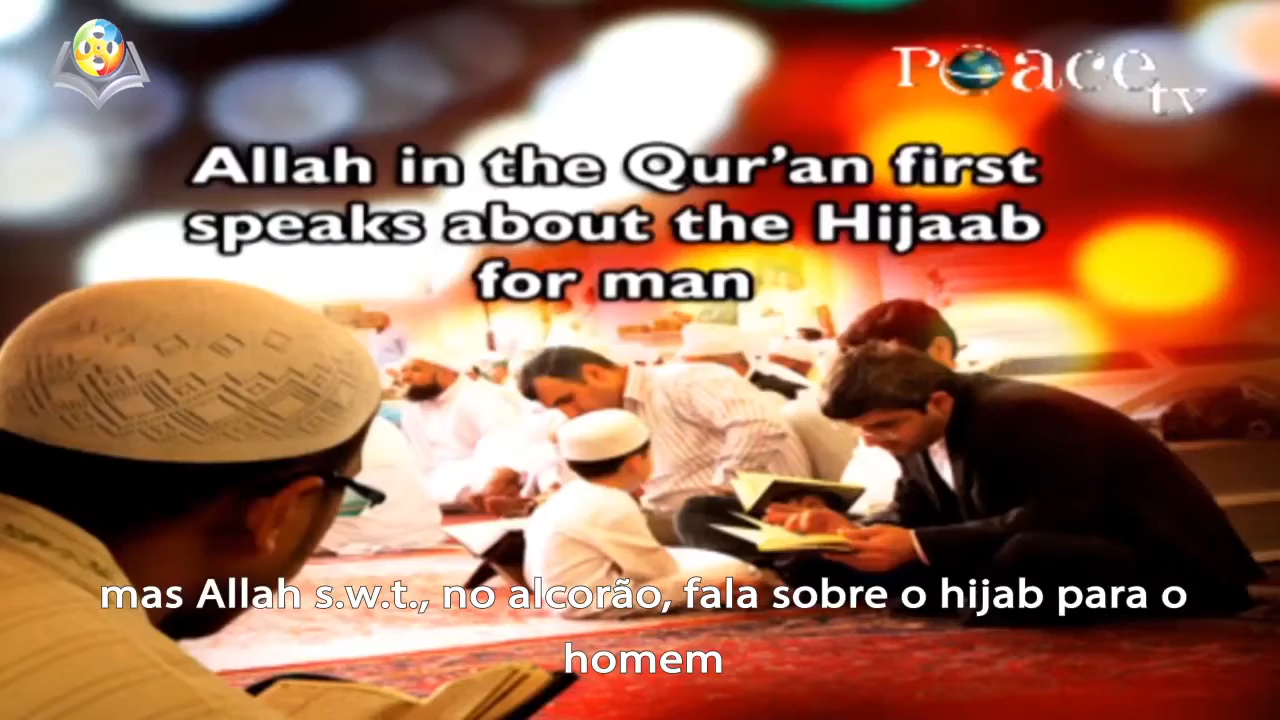 Peace
tv
Allah in the Qur'an first
speaks about the Hijaab
for man
mas Allah s.w.t., no alcorão, fala sobre o hijab para o
homem